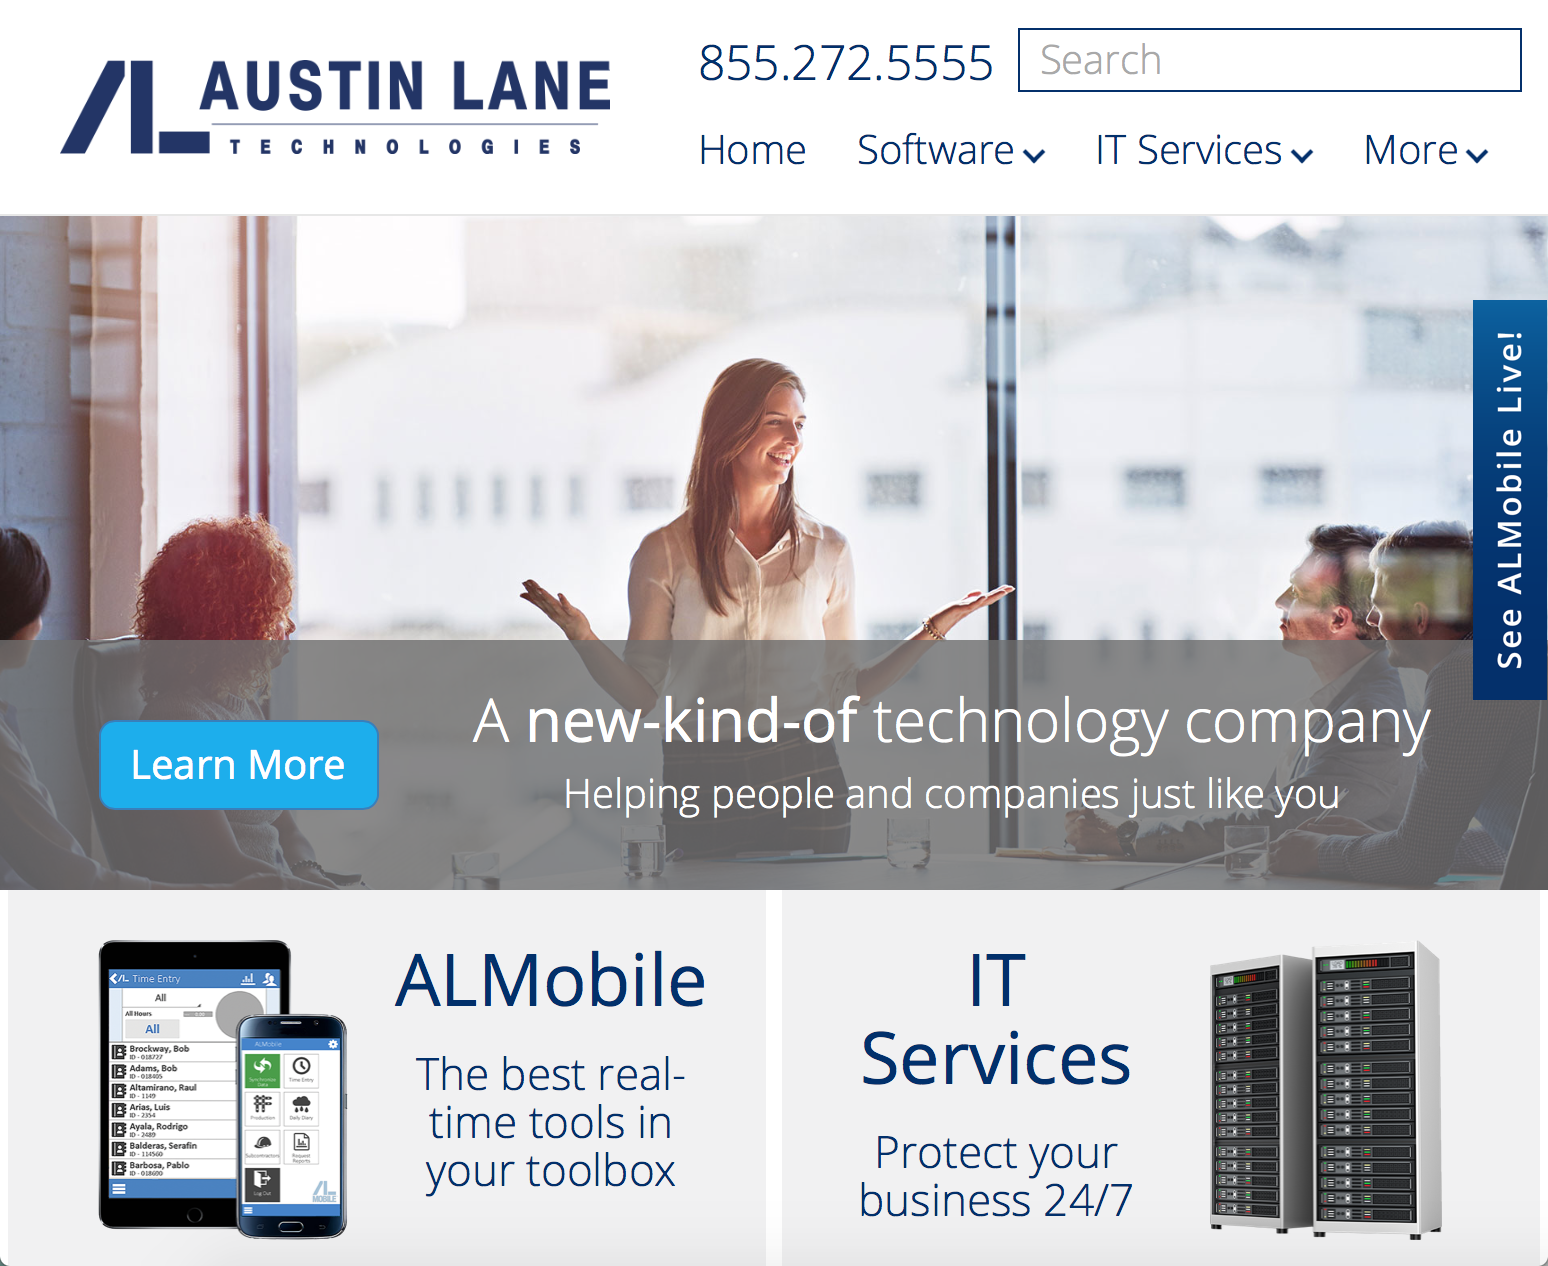 AUSTIN LANE
TECHNOLOGIES
855.272.5555
Search
Home Software IT Services More
See ALMobile Live!
A new-kind-of technology company
Helping people and companies just like you
Learn More
ALMobile
The best real-
time tools in
your toolbox
Time Entry
All
All Hours
All
Brockway, Bob
ID - 018727
Adams, Bob
ID - 018405
Altamirano, Raul
ID - 1149
Arias, Luis
ID - 2354
Ayala, Rodrigo
ID - 2489
Balderas, Serafin
ID - 114560
Barbosa, Pablo
ID - 018690
ALMobile
Synchronize
Data
Time Entry
Production
Daily Diary
Subcontractors
Request
Reports
Log Out
AL
MOBILE
IT
Services
Protect your
business 24/7